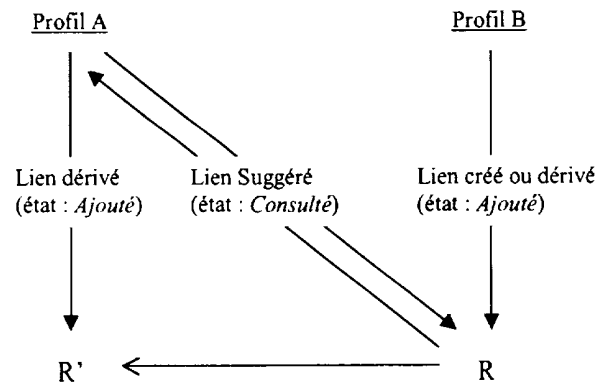 Profil A
Profil B
Lien dérivé
(état : Ajouté)
Lien Suggéré
(état : Consulté)
Lien créé ou dérivé
(état : Ajouté)
R'
R